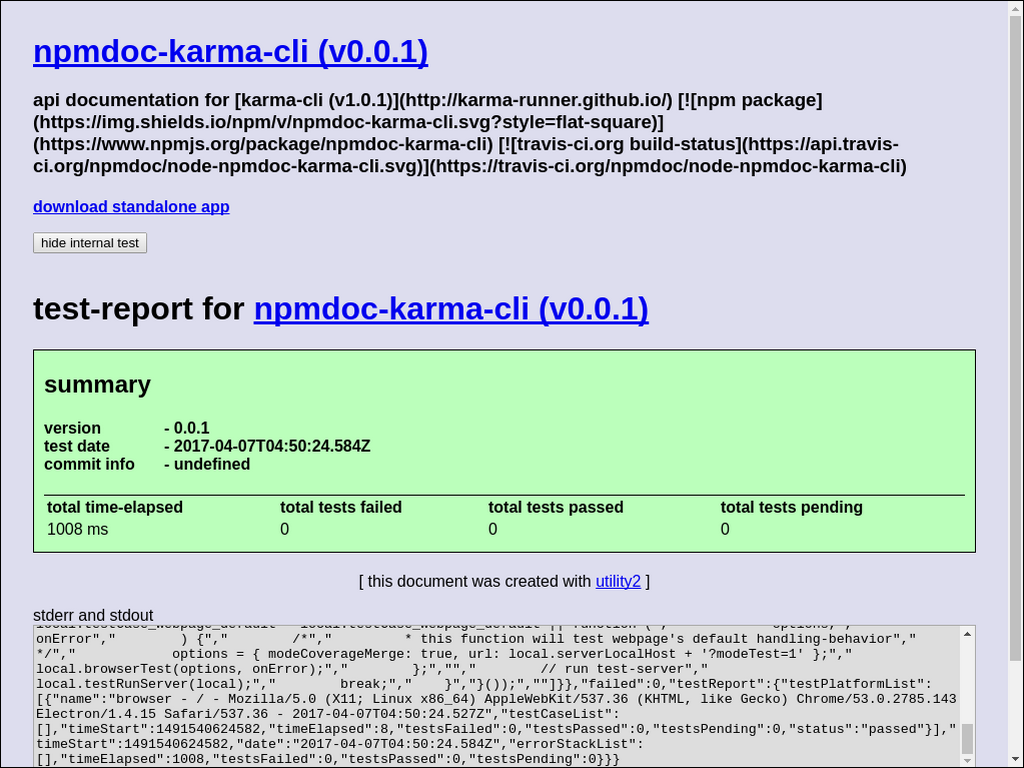 npmdoc-karma-cli (v0.0.1)
api documentation for [karma-cli (v1.0.1)](http://karma-runner.github.io/) [![npm package]
(https://img.shields.io/npm/v/npmdoc-karma-cli.svg?style=flat-square)]
(https://www.npmjs.org/package/npmdoc-karma-cli) [![travis-ci.org build-status](https://api.travis-
ci.org/npmdoc/node-npmdoc-karma-cli.svg)](https://travis-ci.org/npmdoc/node-npmdoc-karma-cli)
download standalone app
hide internal test
test-report for npmdoc-karma-cli (v0.0.1)
summary
version - 0.0.1
test date - 2017-04-07T04:50:24.584Z
commit info - undefined
total time-elapsed total tests failed total tests passed total tests pending
1008 ms 0 0 0
[ this document was created with utility2 ]
stderr and stdout
onError"," ) {"," /*"," * this function will test webpage's default handling-behavior","
*/"," options = { modeCoverageMerge: true, url: local.serverLocalHost + '?modeTest=1' };","
local.browserTest(options, onError);"," };",""," // run test-server","
local.testRunServer(local);"," break;"," }","}());",""]}},"failed":0,"testReport":{"testPlatformList":
[{"name":"browser - / - Mozilla/5.0 (X11; Linux x86_64) AppleWebKit/537.36 (KHTML, like Gecko) Chrome/53.0.2785.143
Electron/1.4.15 Safari/537.36 - 2017-04-07T04:50:24.527Z","testCaseList":
[],"timeStart":1491540624582,"timeElapsed":8,"testsFailed":0,"testsPassed":0,"testsPending":0,"status":"passed"}],"
timeStart":1491540624582,"date":"2017-04-07T04:50:24.584Z","errorStackList":
[],"timeElapsed":1008,"testsFailed":0,"testsPassed":0,"testsPending":0}}}